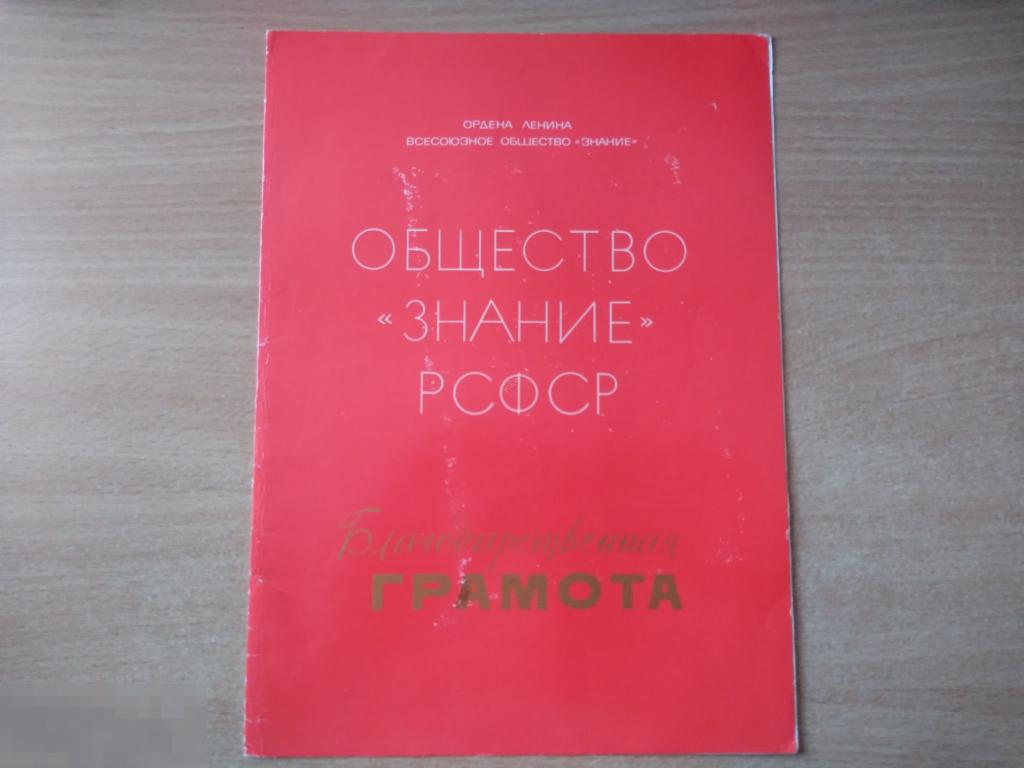 ОРДЕНА ЛЕНИНА
ВСЕСОЮЗНОЕ ОБЩЕСТВО «ЗНАНИЕ»
ОБЩЕСТВО
«ЗНАНИЕ»
РСФСР
Благодарственная
ГРАМОТА